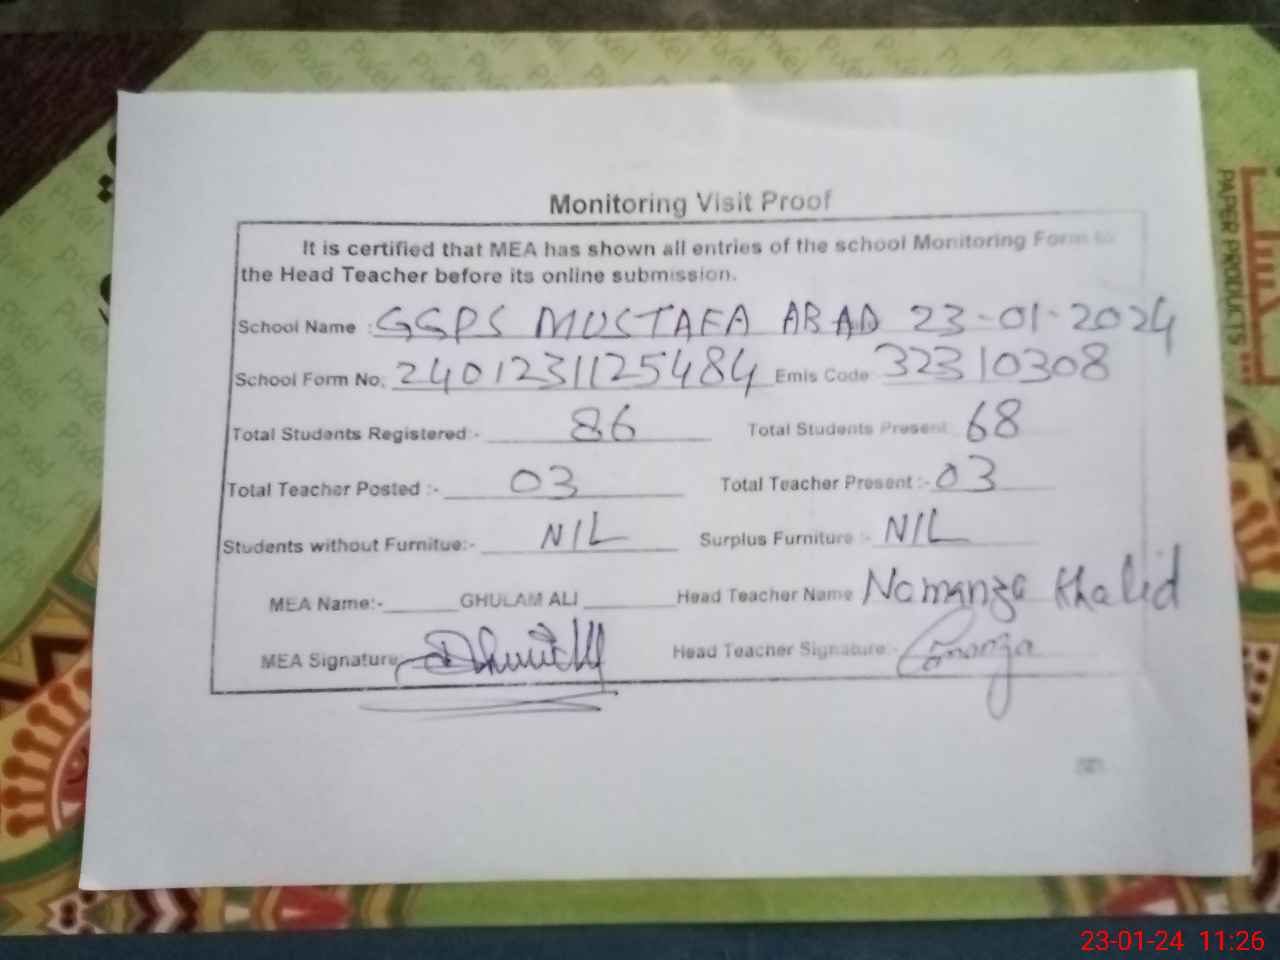 Monitoring Visit Proof
It is certified that MEA has shown all entries of the school Monitoring Form to
the Head Teacher before its online submission.
School Name : GGPS MUSTAFA ABAD 23-01-2024
School Form No. 2401231125484 Emis Code 32310308
Total Students Registered:- 86 Total Students Present 68
Total Teacher Posted :- 03 Total Teacher Present :- 03
Students without Furnitue:- NIL Surplus Furniture :- NIL
MEA Name:- GHULAM ALI Head Teacher Name Khalid
MEA Signature: Head Teacher Signature:-
PAPER PRODUCTS
Pixel
23-01-24 11:26